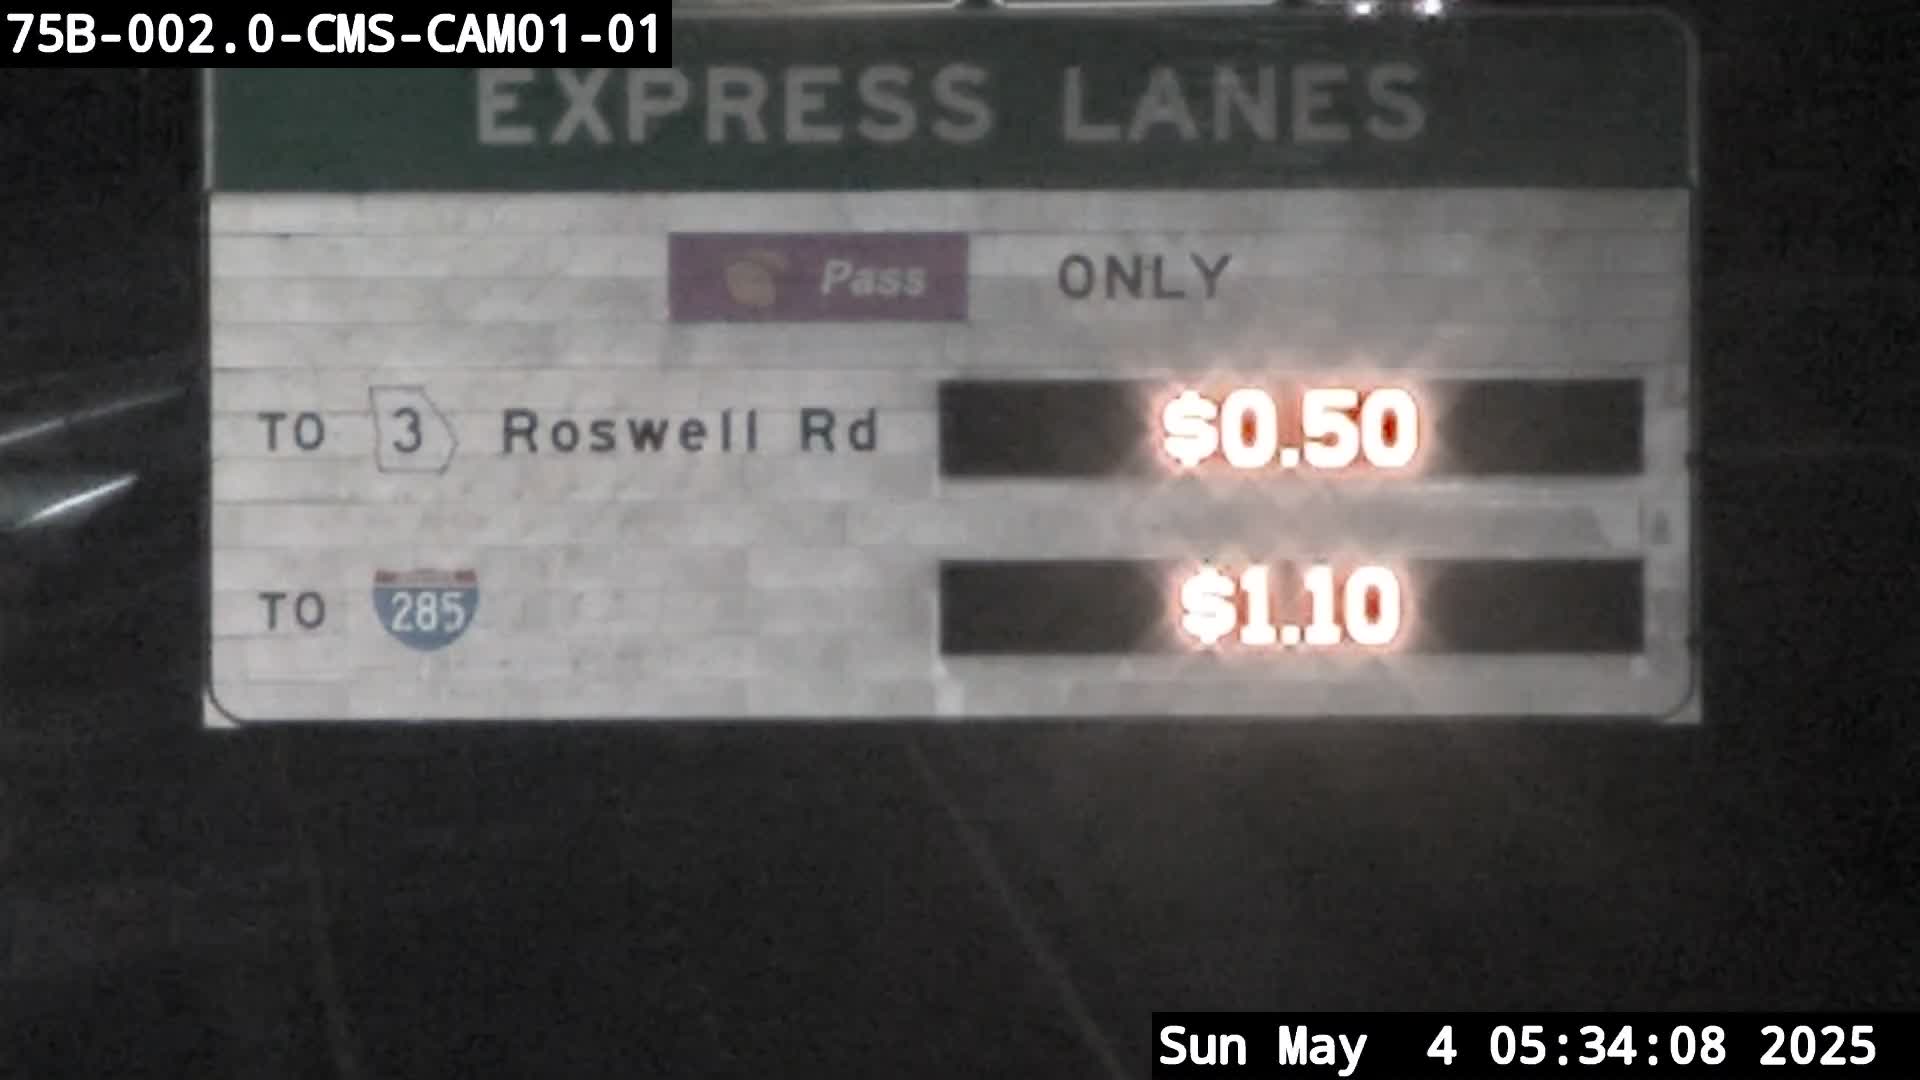 75B-002.0-CMS-CAM01-01
EXPRESS LANES
Pass ONLY
TO 3 Roswell Rd $0.50
TO 285 $1.10
Sun May 4 05:34:08 2025